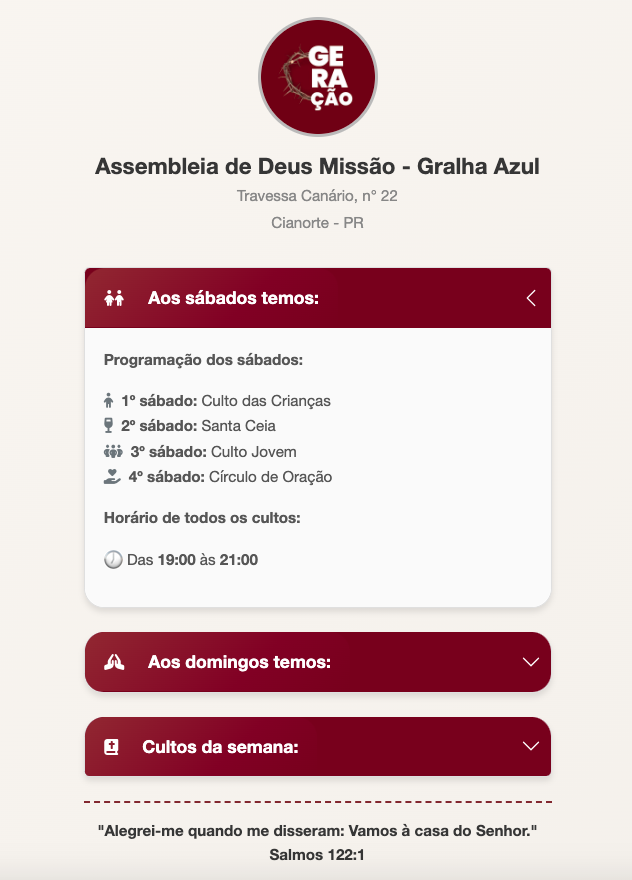 GE
RA
ÇÃO
Assembleia de Deus Missão - Gralha Azul
Travessa Canário, n° 22
Cianorte - PR
Aos sábados temos:
Programação dos sábados:
1º sábado: Culto das Crianças
2º sábado: Santa Ceia
3º sábado: Culto Jovem
4º sábado: Círculo de Oração
Horário de todos os cultos:
Das 19:00 às 21:00
Aos domingos temos:
Cultos da semana:
"Alegrei-me quando me disseram: Vamos à casa do Senhor."
Salmos 122:1